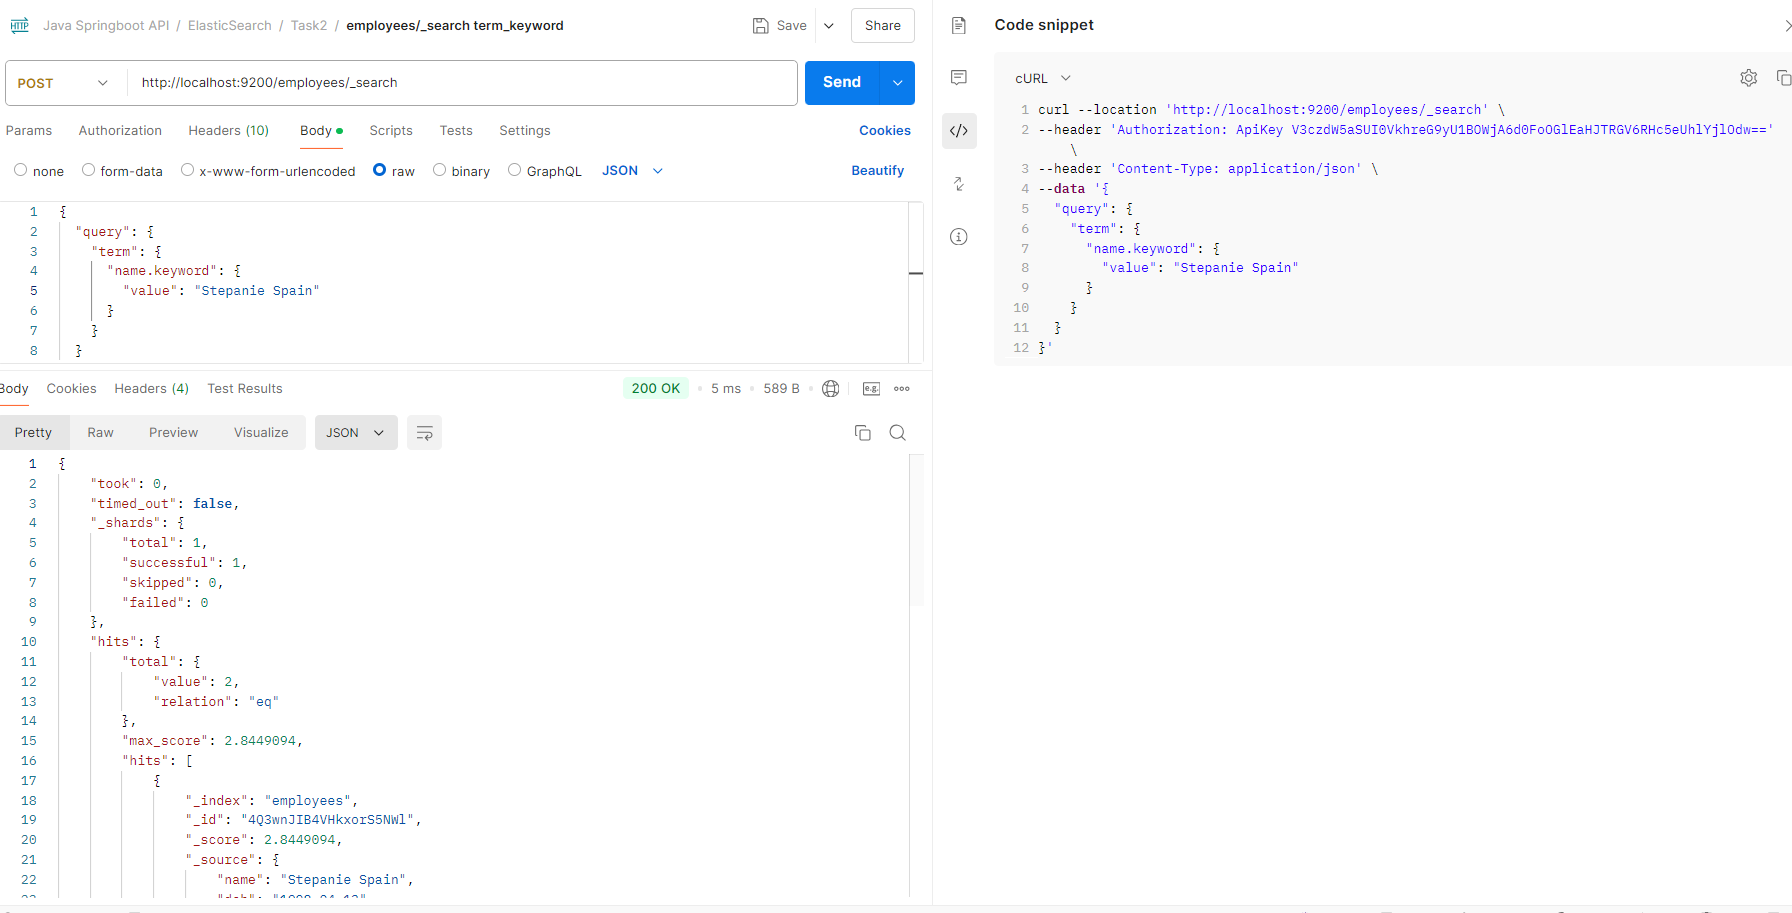 HTTP Java Springboot API / ElasticSearch / Task2 / employees/_search term_keyword
Save
Share
POST
http://localhost:9200/employees/_search
Send
Params Authorization Headers (10) Body Scripts Tests Settings Cookies
none form-data x-www-form-urlencoded raw binary GraphQL JSON Beautify
1 {
2 "query": {
3 "term": {
4 "name.keyword": {
5 "value": "Stepanie Spain"
6 }
7 }
8 }
Body Cookies Headers (4) Test Results 200 OK 5 ms 589 B e.g.
Pretty Raw Preview Visualize JSON
1 {
2 "took": 0,
3 "timed_out": false,
4 "_shards": {
5 "total": 1,
6 "successful": 1,
7 "skipped": 0,
8 "failed": 0
9 },
10 "hits": {
11 "total": {
12 "value": 2,
13 "relation": "eq"
14 },
15 "max_score": 2.8449094,
16 "hits": [
17 {
18 "_index": "employees",
19 "_id": "4Q3wnJIB4VHkxorS5NWl",
20 "_score": 2.8449094,
21 "_source": {
22 "name": "Stepanie Spain",
Code snippet
cURL
1 curl --location 'http://localhost:9200/employees/_search' \
2 --header 'Authorization: ApiKey V3czdW5aSUI0VkhreG9yU1BOWjA6d0FoOGlEaHJTRGV6RHc5eUhlYjlOdw=='
\
3 --header 'Content-Type: application/json' \
4 --data '{
5 "query": {
6 "term": {
7 "name.keyword": {
8 "value": "Stepanie Spain"
9 }
10 }
11 }
12 }'